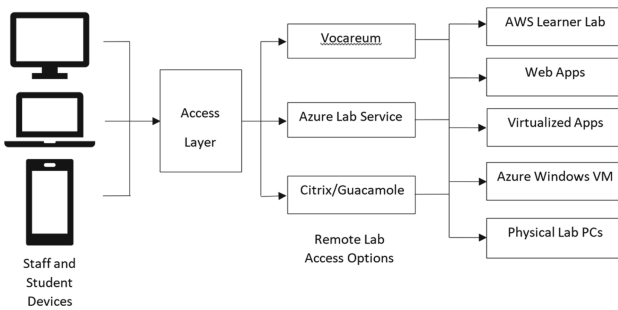 Staff and
Student
Devices
Access
Layer
Vocareum
Azure Lab Service
Citrix/Guacamole
Remote Lab
Access Options
AWS Learner Lab
Web Apps
Virtualized Apps
Azure Windows VM
Physical Lab PCs